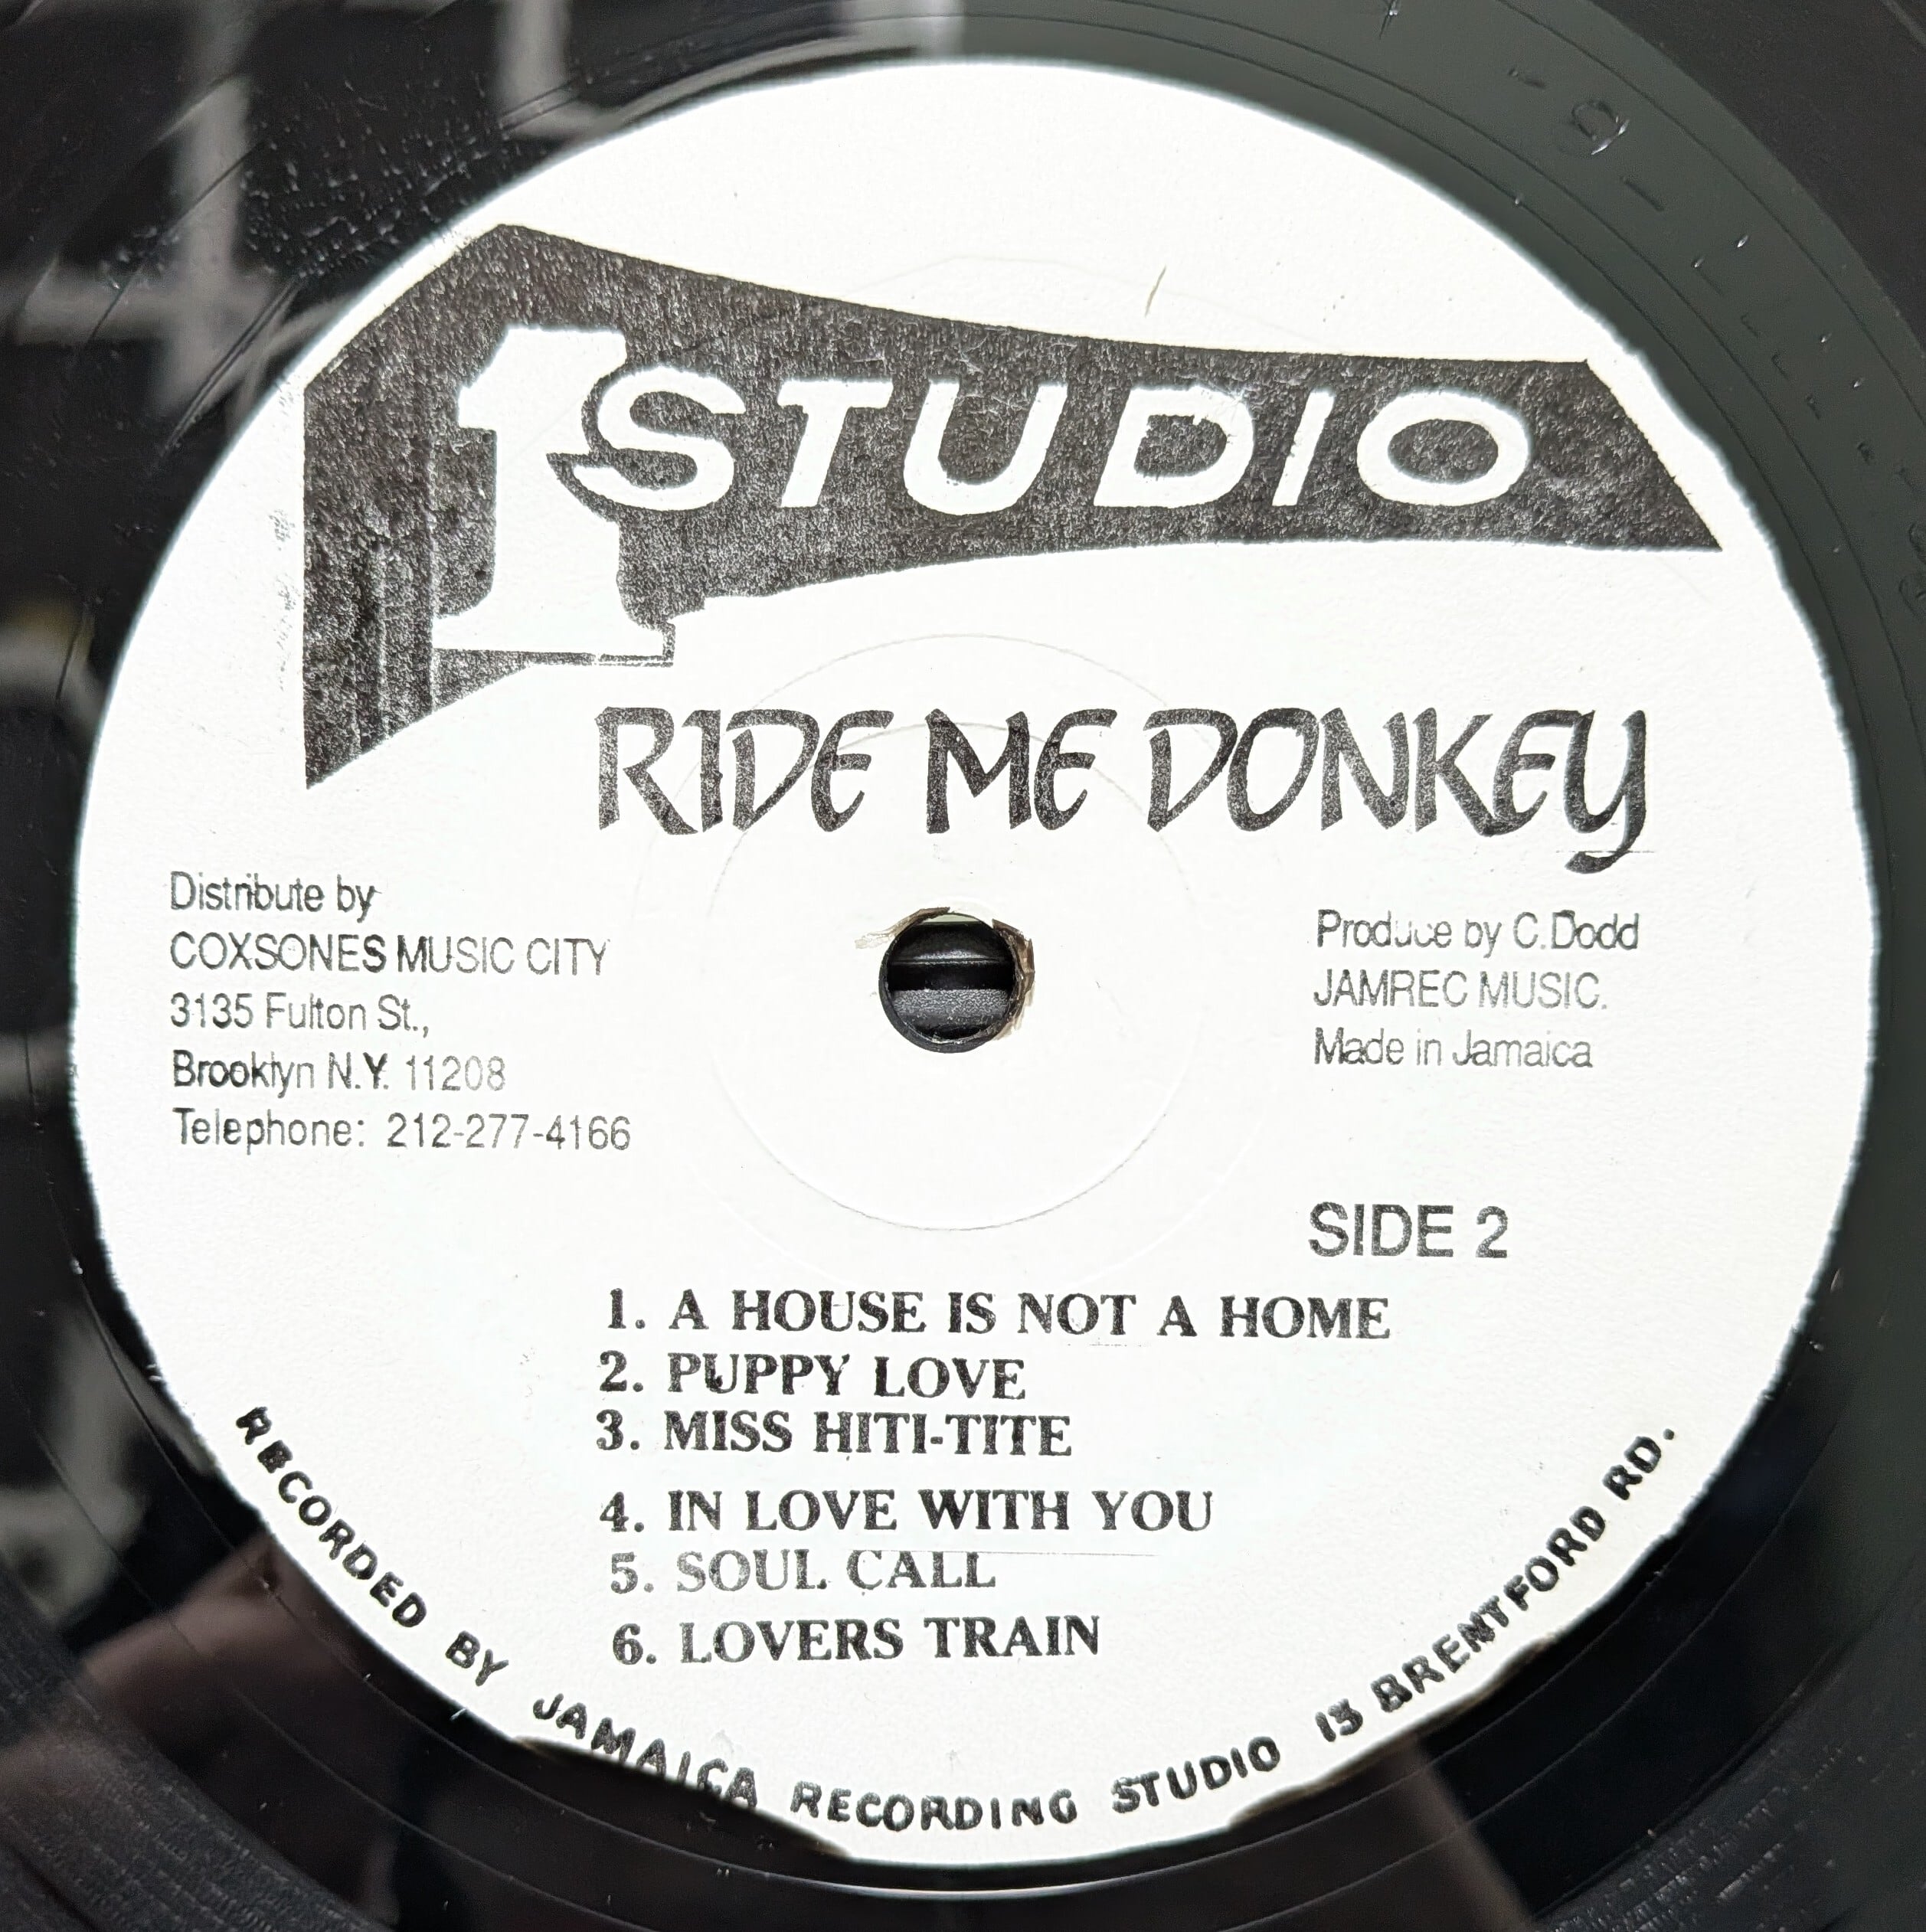 1 STUDIO
RIDE ME DONKEY
Distribute by
COXSONES MUSIC CITY
3135 Fulton St.,
Brooklyn N.Y. 11208
Telephone: 212-277-4166
Produce by C.Dodd
JAMREC MUSIC.
Made in Jamaica
SIDE 2
1. A HOUSE IS NOT A HOME
2. PUPPY LOVE
3. MISS HITI-TITE
4. IN LOVE WITH YOU
5. SOUL CALL
6. LOVERS TRAIN
RECORDED BY JAMAICA RECORDING STUDIO 13 BRENTFORD RD.